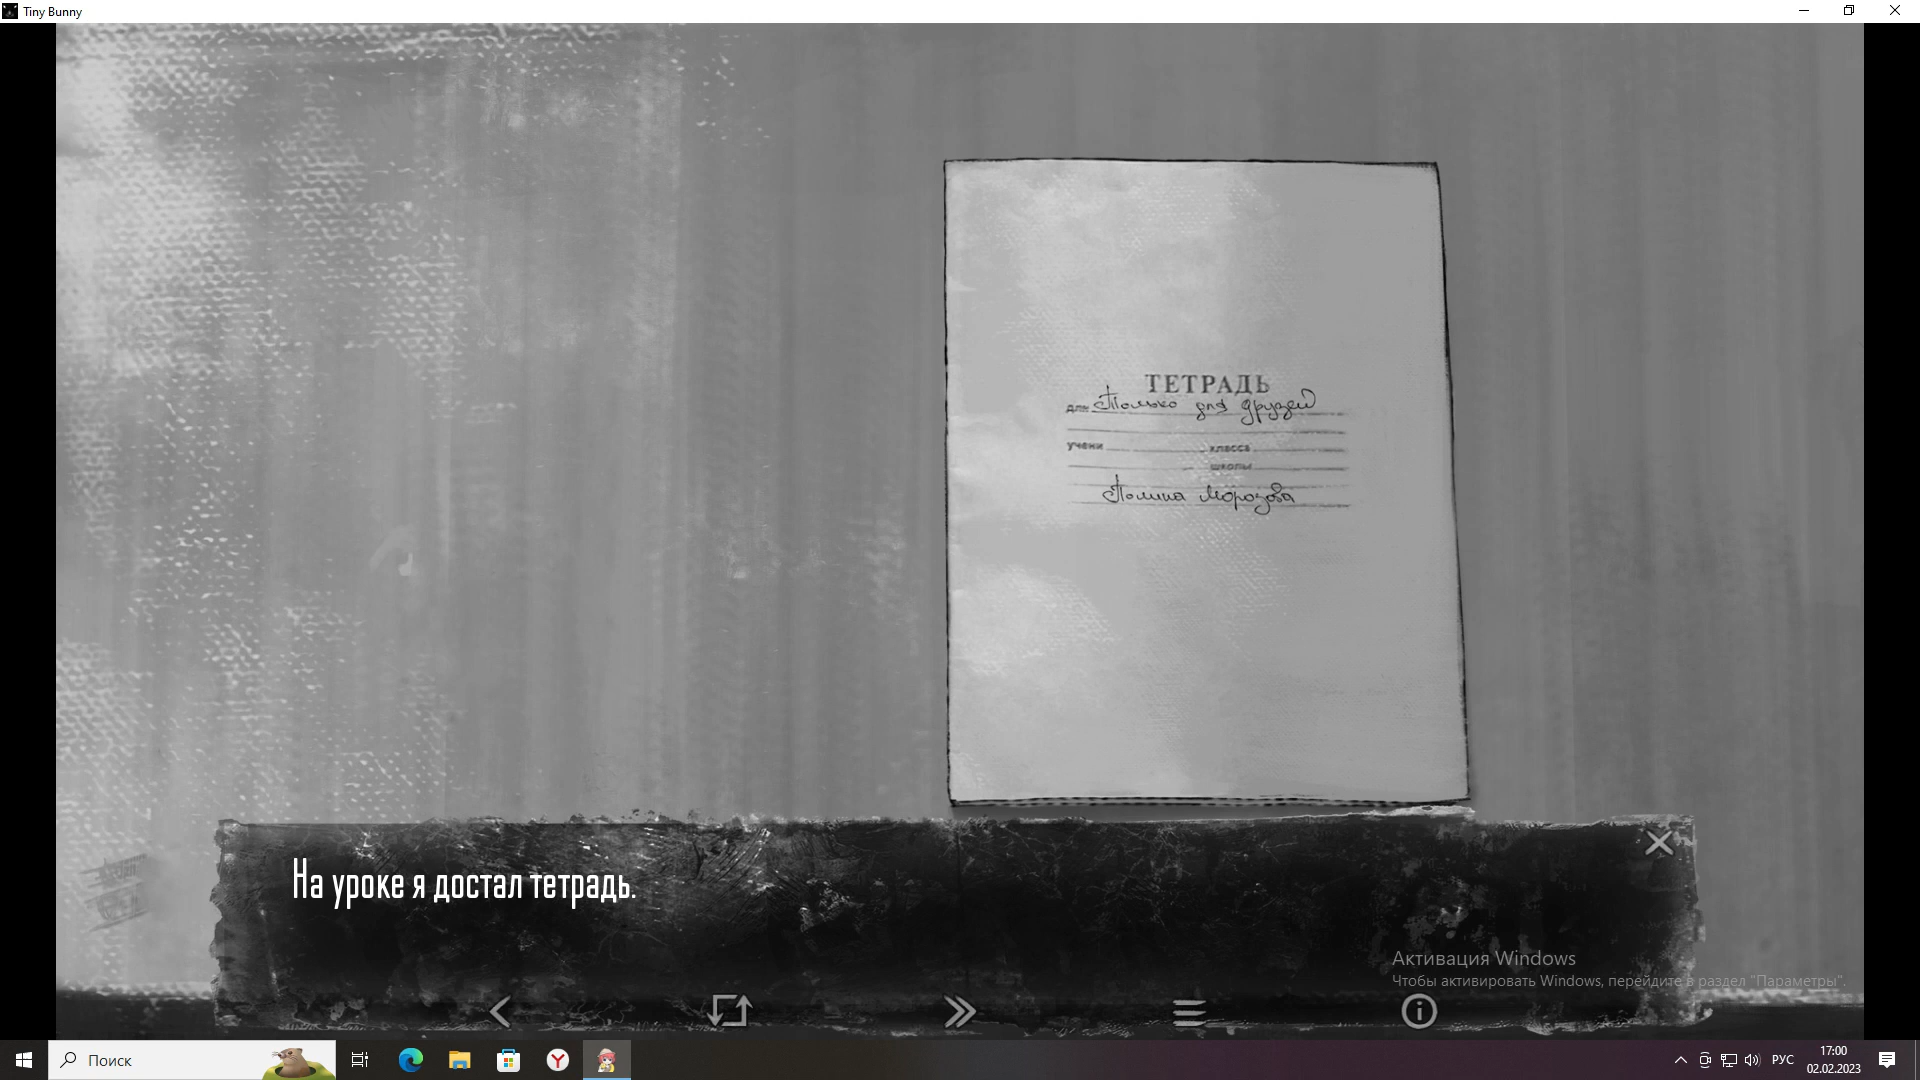 Tiny Bunny
ТЕТРАДЬ
для Только для друзей
учени класса
школы
Полина Морозова
На уроке я достал тетрадь.
Активация Windows
Чтобы активировать Windows, перейдите в раздел "Параметры".
Поиск
РУС
17:00
02.02.2023